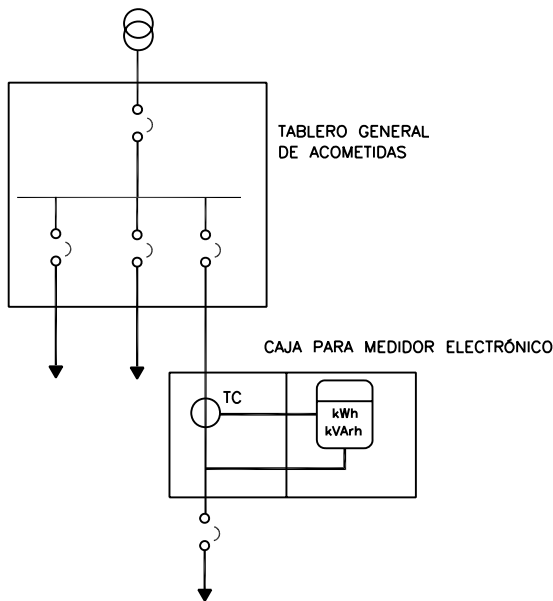 TABLERO GENERAL
DE ACOMETIDAS
CAJA PARA MEDIDOR ELECTRÓNICO
TC
kWh
kVArh